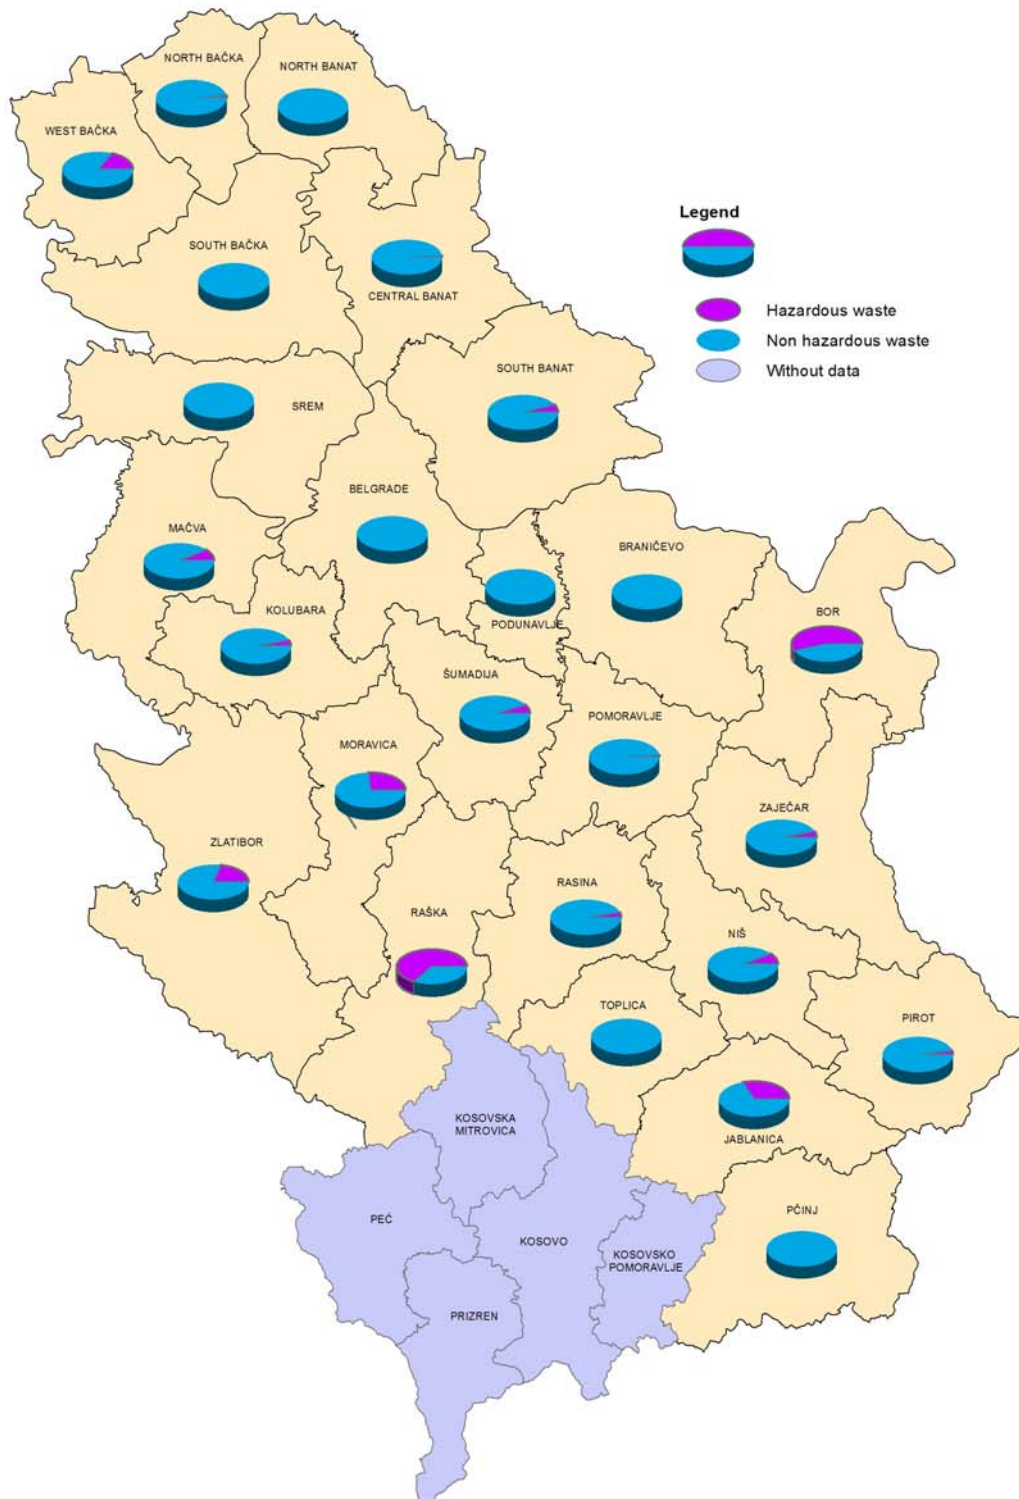 NORTH BAČKA
NORTH BANAT
WEST BAČKA
Legend
SOUTH BAČKA
CENTRAL BANAT
Hazardous waste
Non hazardous waste
Without data
SOUTH BANAT
SREM
BELGRADE
MAČVA
BRANIČEVO
KOLUBARA
BOR
PODUNAVLJE
ŠUMADIJA
POMORAVLJE
MORAVICA
ZAJEČAR
ZLATIBOR
RASINA
RAŠKA
NIŠ
TOPLICA
PIROT
KOSOVSKA
MITROVICA
JABLANICA
PČINJ
PEĆ
KOSOVO
KOSOVSKO
POMORAVLJE
PRIZREN